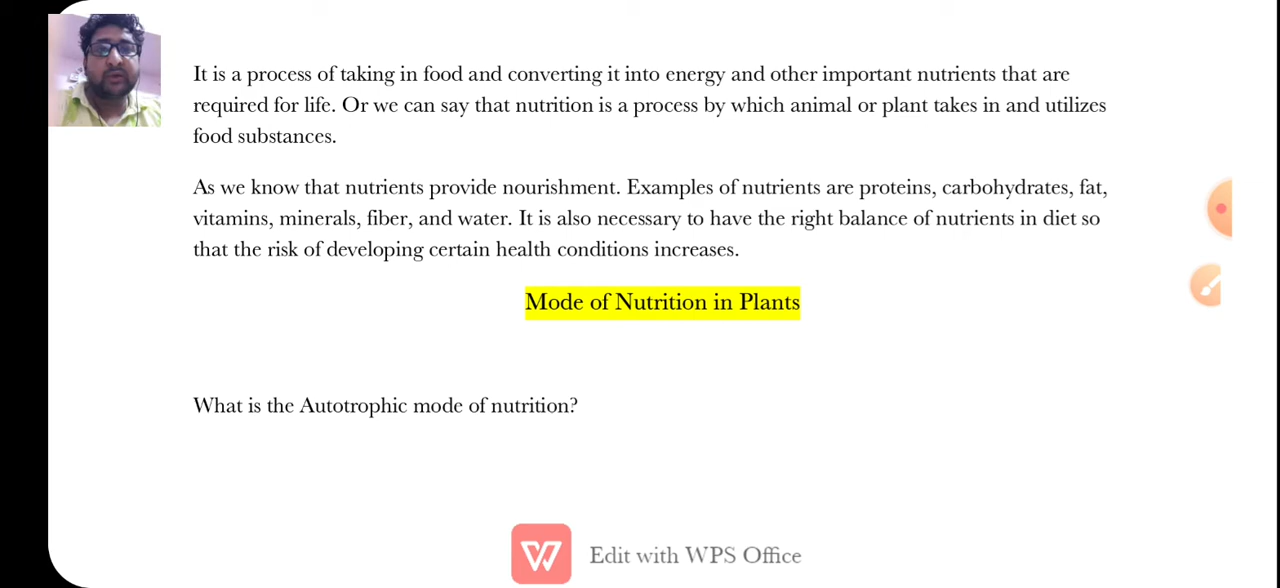 It is a process of taking in food and converting it into energy and other important nutrients that are
required for life. Or we can say that nutrition is a process by which animal or plant takes in and utilizes
food substances.
As we know that nutrients provide nourishment. Examples of nutrients are proteins, carbohydrates, fat,
vitamins, minerals, fiber, and water. It is also necessary to have the right balance of nutrients in diet so
that the risk of developing certain health conditions increases.
Mode of Nutrition in Plants
What is the Autotrophic mode of nutrition?
Edit with WPS Office